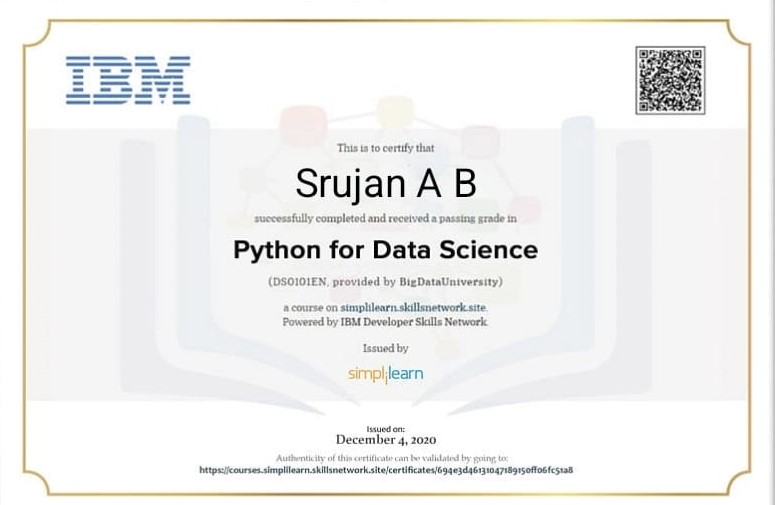 IBM
This is to certify that
Srujan A B
successfully completed and received a passing grade in
Python for Data Science
(DS0101EN, provided by BigDataUniversity)
a course on simplilearn.skillsnetwork.site.
Powered by IBM Developer Skills Network.
Issued by
simplilearn
Issued on:
December 4, 2020
Authenticity of this certificate can be validated by going to:
https://courses.simplilearn.skillsnetwork.site/certificates/694e3d46131047189150ff06fc51a8